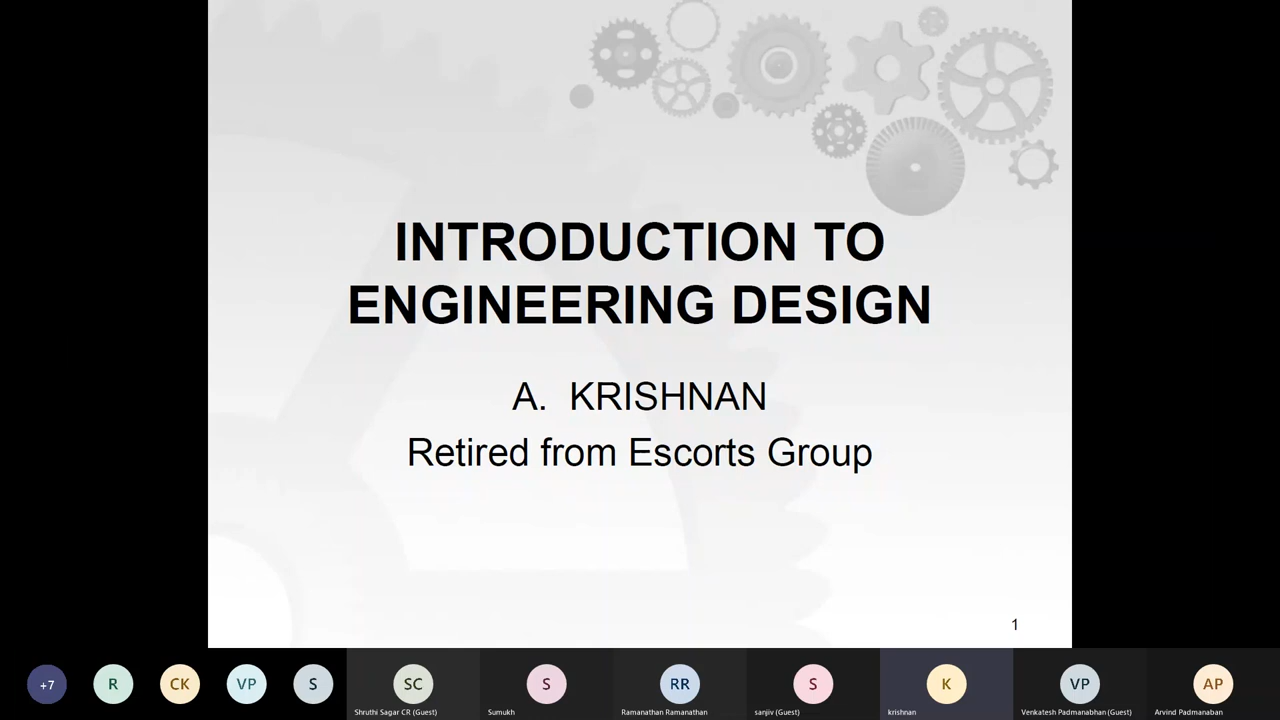 INTRODUCTION TO
ENGINEERING DESIGN
A. KRISHNAN
Retired from Escorts Group
1
+7
R
CK
VP
S
SC
S
RR
S
K
VP
AP
Shruthi Sagar CR (Guest)
Sumukh
Ramanathan Ramanathan
sanjiv (Guest)
krishnan
Venkatesh Padmanabhan (Guest)
Arvind Padmanaban